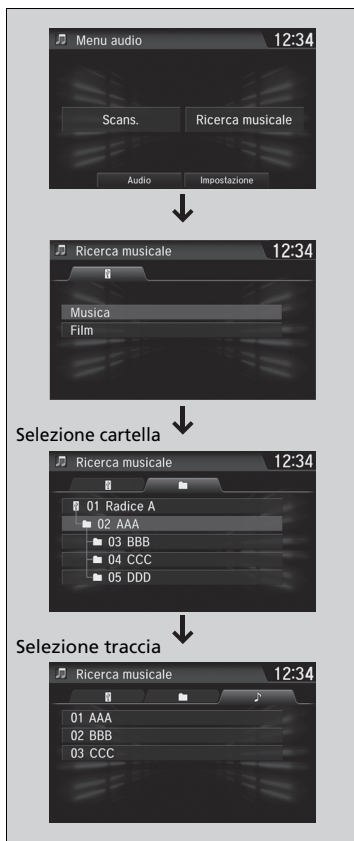 Menu audio 12:34
Scans. Ricerca musicale
Audio Impostazione
Ricerca musicale 12:34
Musica
Film
Selezione cartella
Ricerca musicale 12:34
01 Radice A
02 AAA
03 BBB
04 CCC
05 DDD
Selezione traccia
Ricerca musicale 12:34
01 AAA
02 BBB
03 CCC